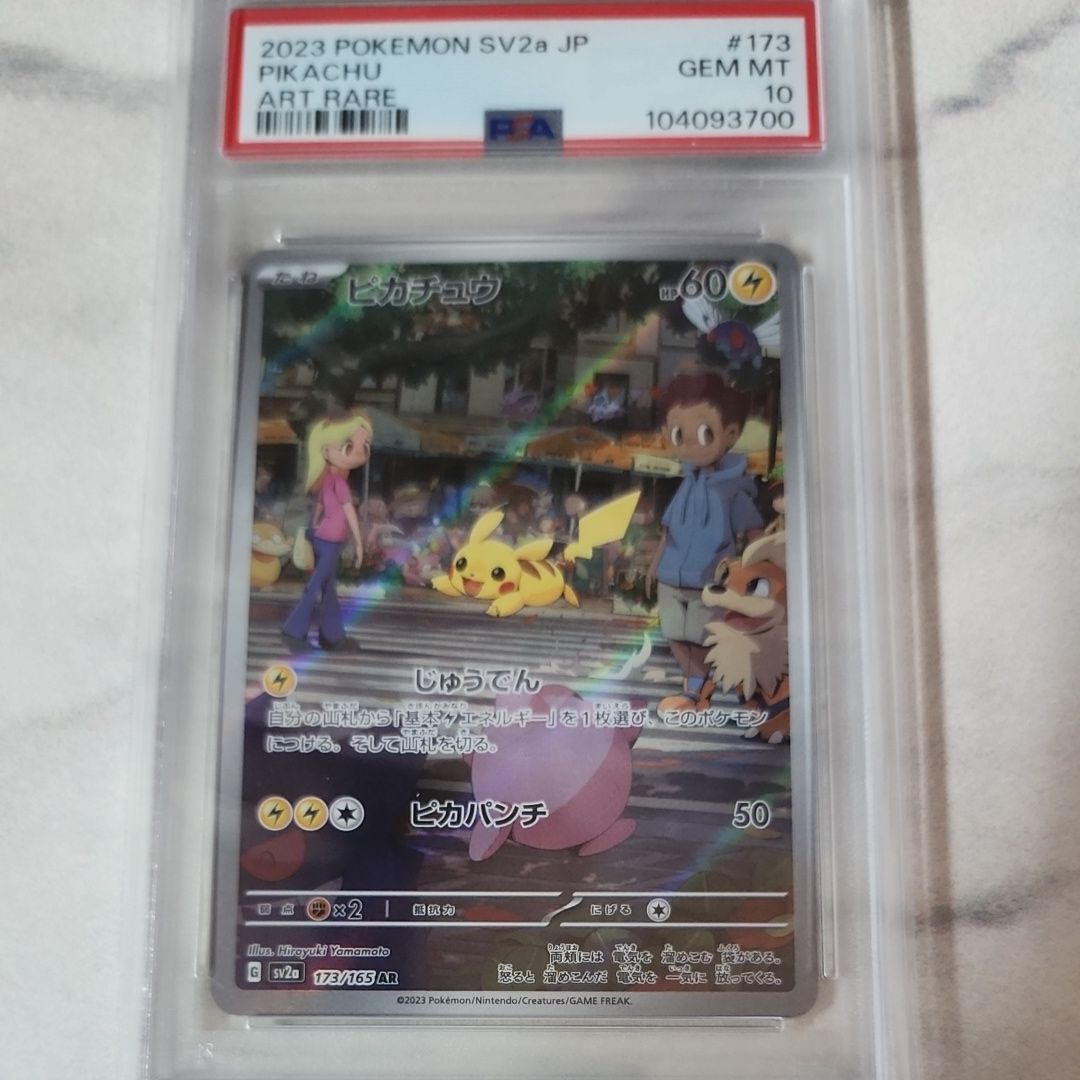 2023 POKEMON SV2a JP #173
PIKACHU GEM MT
ART RARE 10
PSA 104093700
たね ピカチュウ HP60
じゅうでん
自分の山札から「基本エネルギー」を1枚選び、このポケモン
につける。そして山札を切る。
ピカパンチ 50
弱点 ×2 抵抗力 にげる
Illus. Hiroyuki Yamamoto
両頬には 電気を 溜めこむ 袋がある。
怒ると 溜めこんだ 電気を 一気に 放ってくる。
G sv2a 173/165 AR
©2023 Pokémon/Nintendo/Creatures/GAME FREAK.